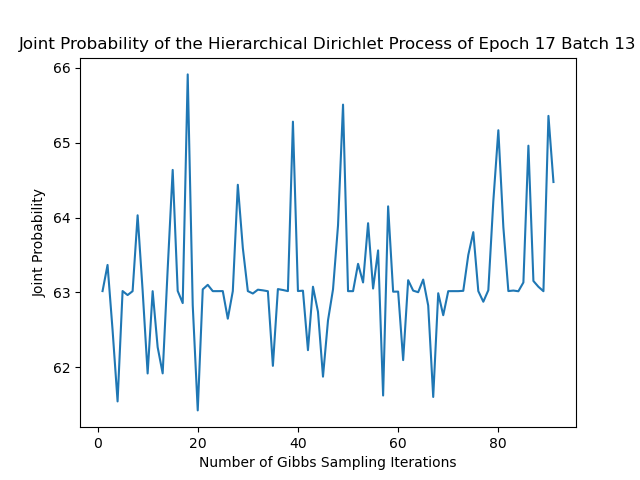 Joint Probability of the Hierarchical Dirichlet Process of Epoch 17 Batch 13
66
65
64
63
62
Joint Probability
0 20 40 60 80
Number of Gibbs Sampling Iterations